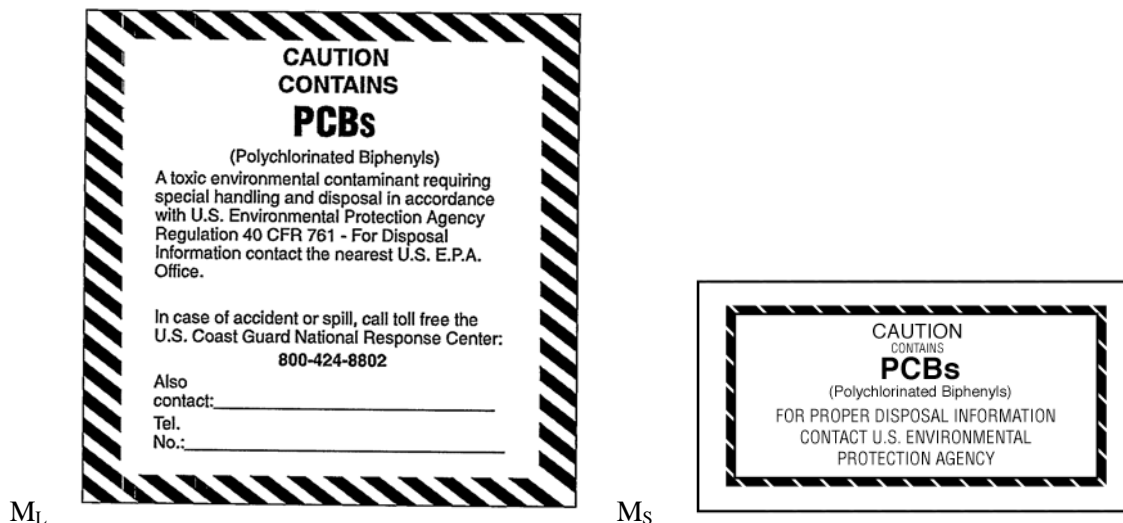 CAUTION
CONTAINS
PCBs
(Polychlorinated Biphenyls)
A toxic environmental contaminant requiring
special handling and disposal in accordance
with U.S. Environmental Protection Agency
Regulation 40 CFR 761 - For Disposal
Information contact the nearest U.S. E.P.A.
Office.
In case of accident or spill, call toll free the
U.S. Coast Guard National Response Center:
800-424-8802
Also
contact:
Tel.
No.:
ML
CAUTION
CONTAINS
PCBs
(Polychlorinated Biphenyls)
FOR PROPER DISPOSAL INFORMATION
CONTACT U.S. ENVIRONMENTAL
PROTECTION AGENCY
MS